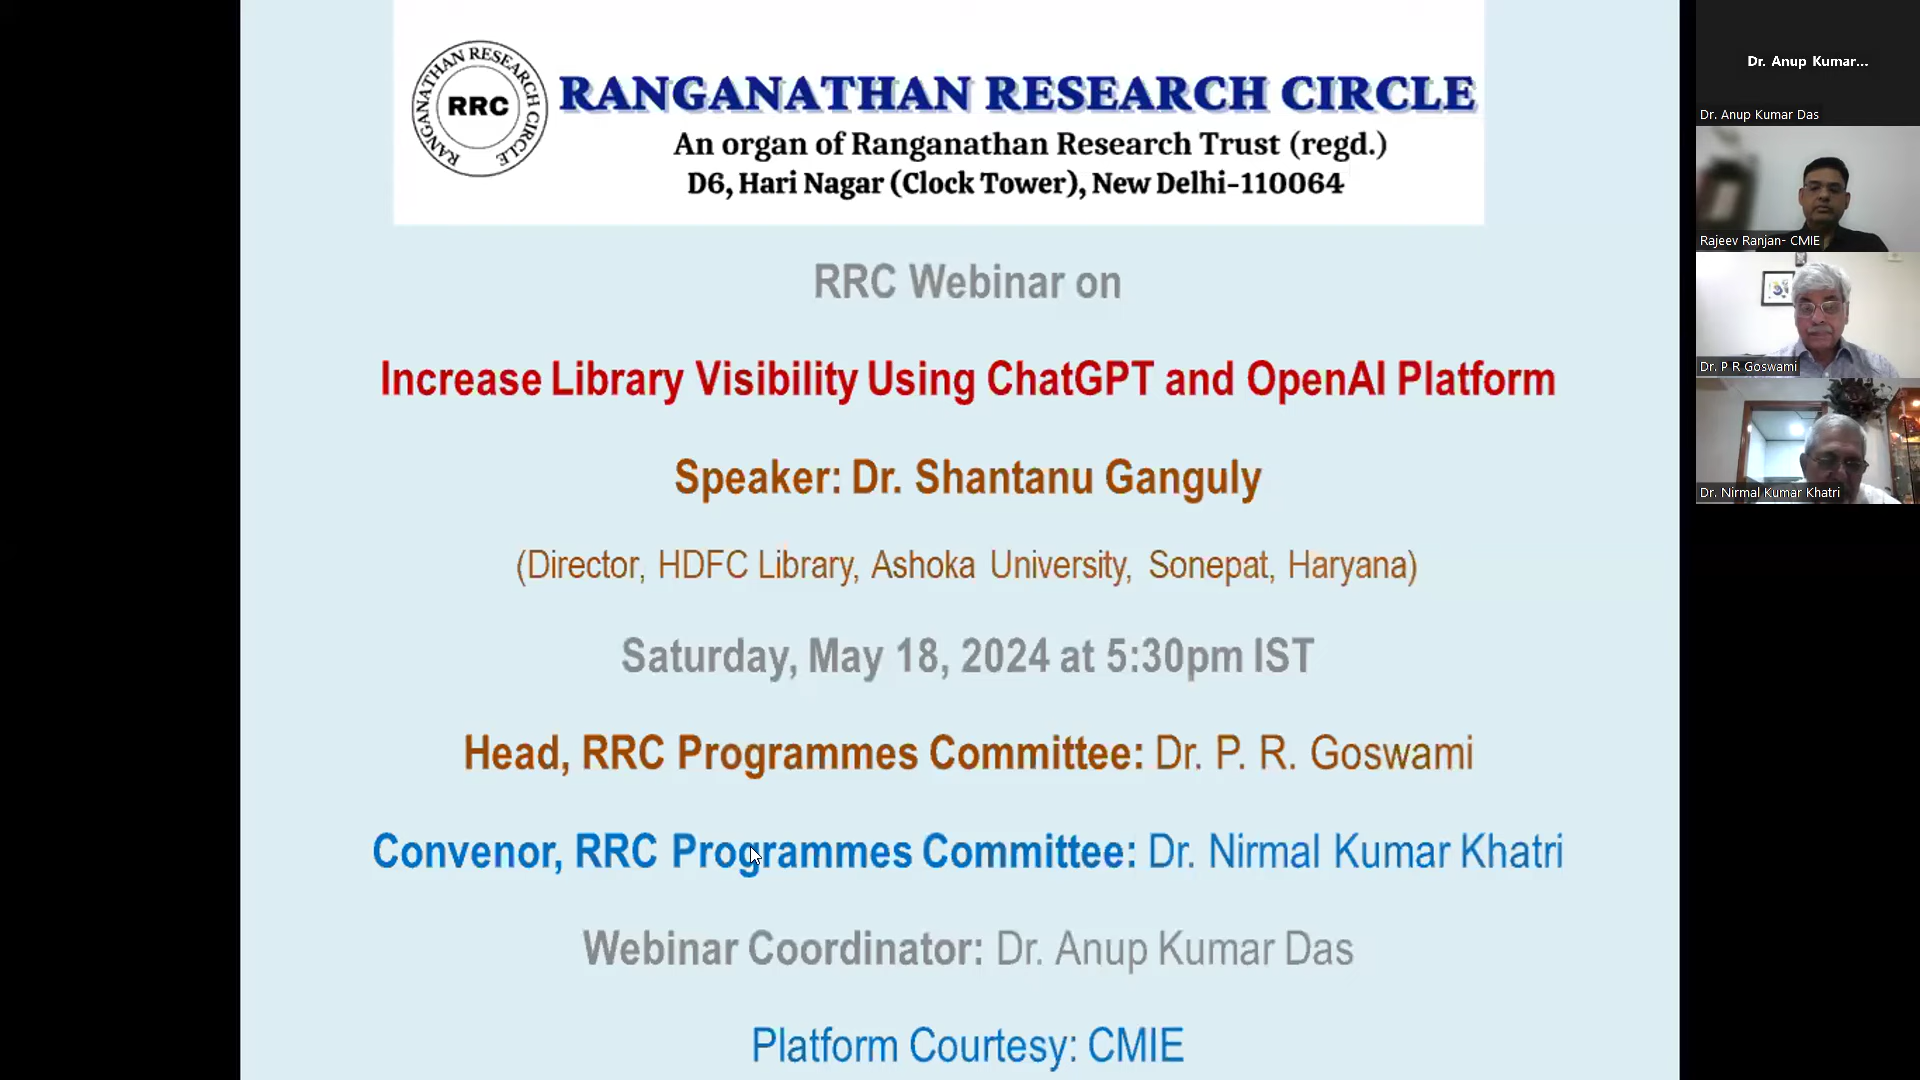 RANGANATHAN RESEARCH CIRCLE
RRC
RANGANATHAN RESEARCH CIRCLE
An organ of Ranganathan Research Trust (regd.)
D6, Hari Nagar (Clock Tower), New Delhi-110064
RRC Webinar on
Increase Library Visibility Using ChatGPT and OpenAI Platform
Speaker: Dr. Shantanu Ganguly
(Director, HDFC Library, Ashoka University, Sonepat, Haryana)
Saturday, May 18, 2024 at 5:30pm IST
Head, RRC Programmes Committee: Dr. P. R. Goswami
Convenor, RRC Programmes Committee: Dr. Nirmal Kumar Khatri
Webinar Coordinator: Dr. Anup Kumar Das
Platform Courtesy: CMIE
Dr. Anup Kumar...
Dr. Anup Kumar Das
Rajeev Ranjan- CMIE
Dr. P R Goswami
Dr. Nirmal Kumar Khatri